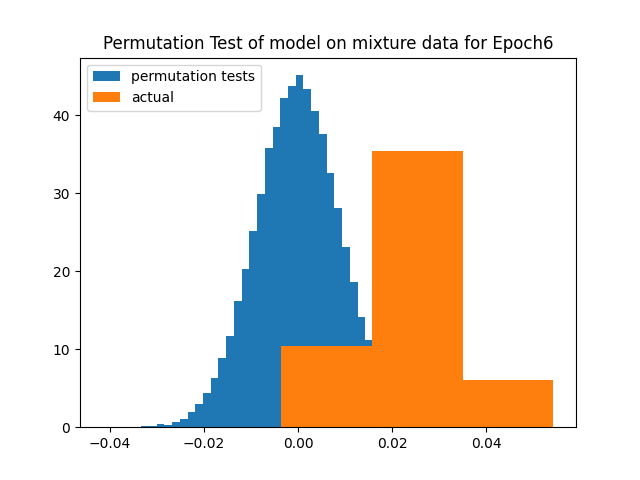 Permutation Test of model on mixture data for Epoch6
permutation tests
actual
40
30
20
10
0
−0.04 −0.02 0.00 0.02 0.04